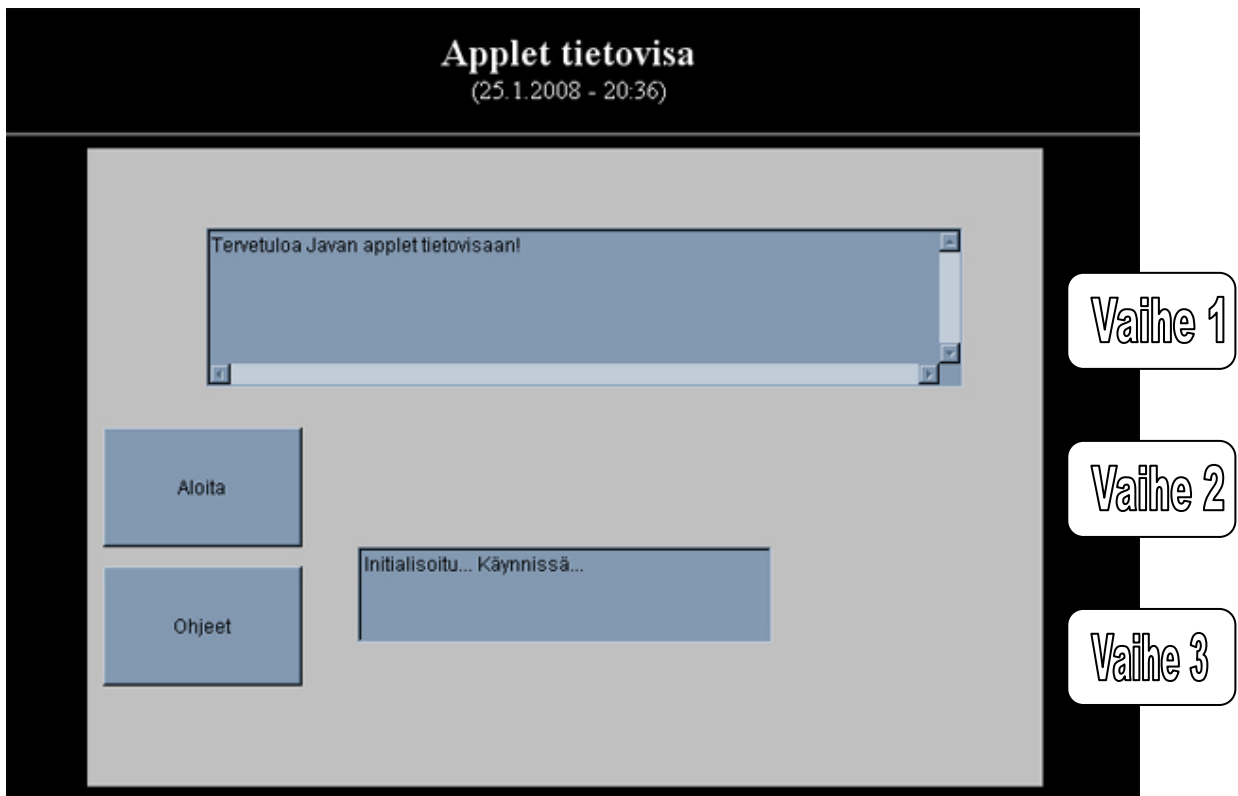 Applet tietovisa
(25.1.2008 - 20:36)
Tervetuloa Javan applet tietovisaan!
Vaihe 1
Aloita
Vaihe 2
Initialisoitu... Käynnissä...
Ohjeet
Vaihe 3